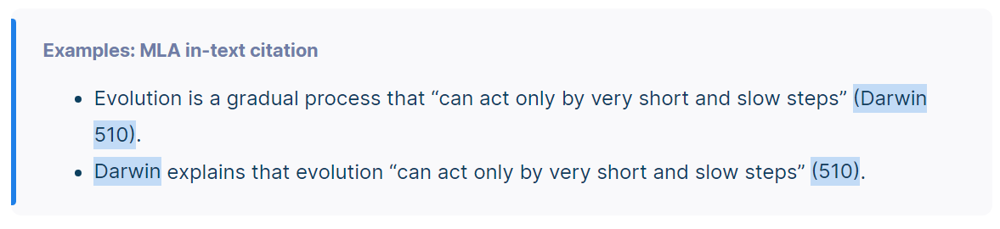 Examples: MLA in-text citation
• Evolution is a gradual process that “can act only by very short and slow steps” (Darwin
510).
• Darwin explains that evolution “can act only by very short and slow steps” (510).